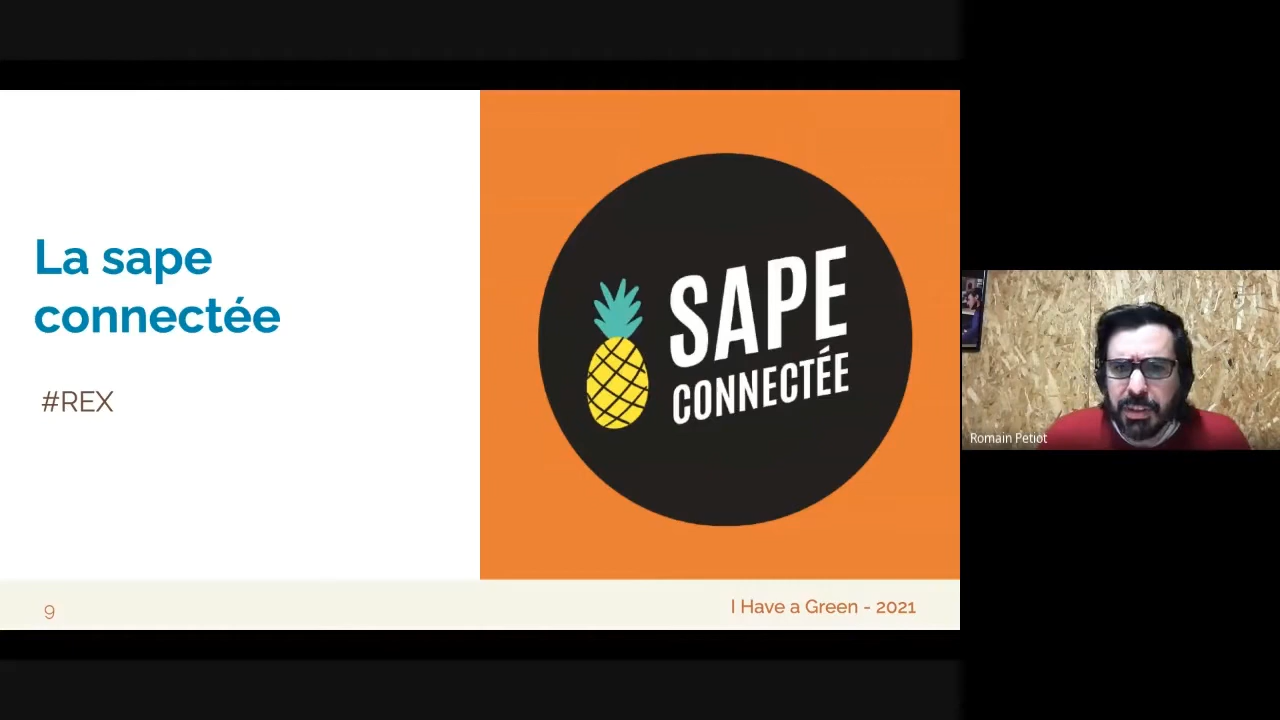 La sape
connectée
#REX
SAPE
CONNECTÉE
9
I Have a Green - 2021
Romain Petiot